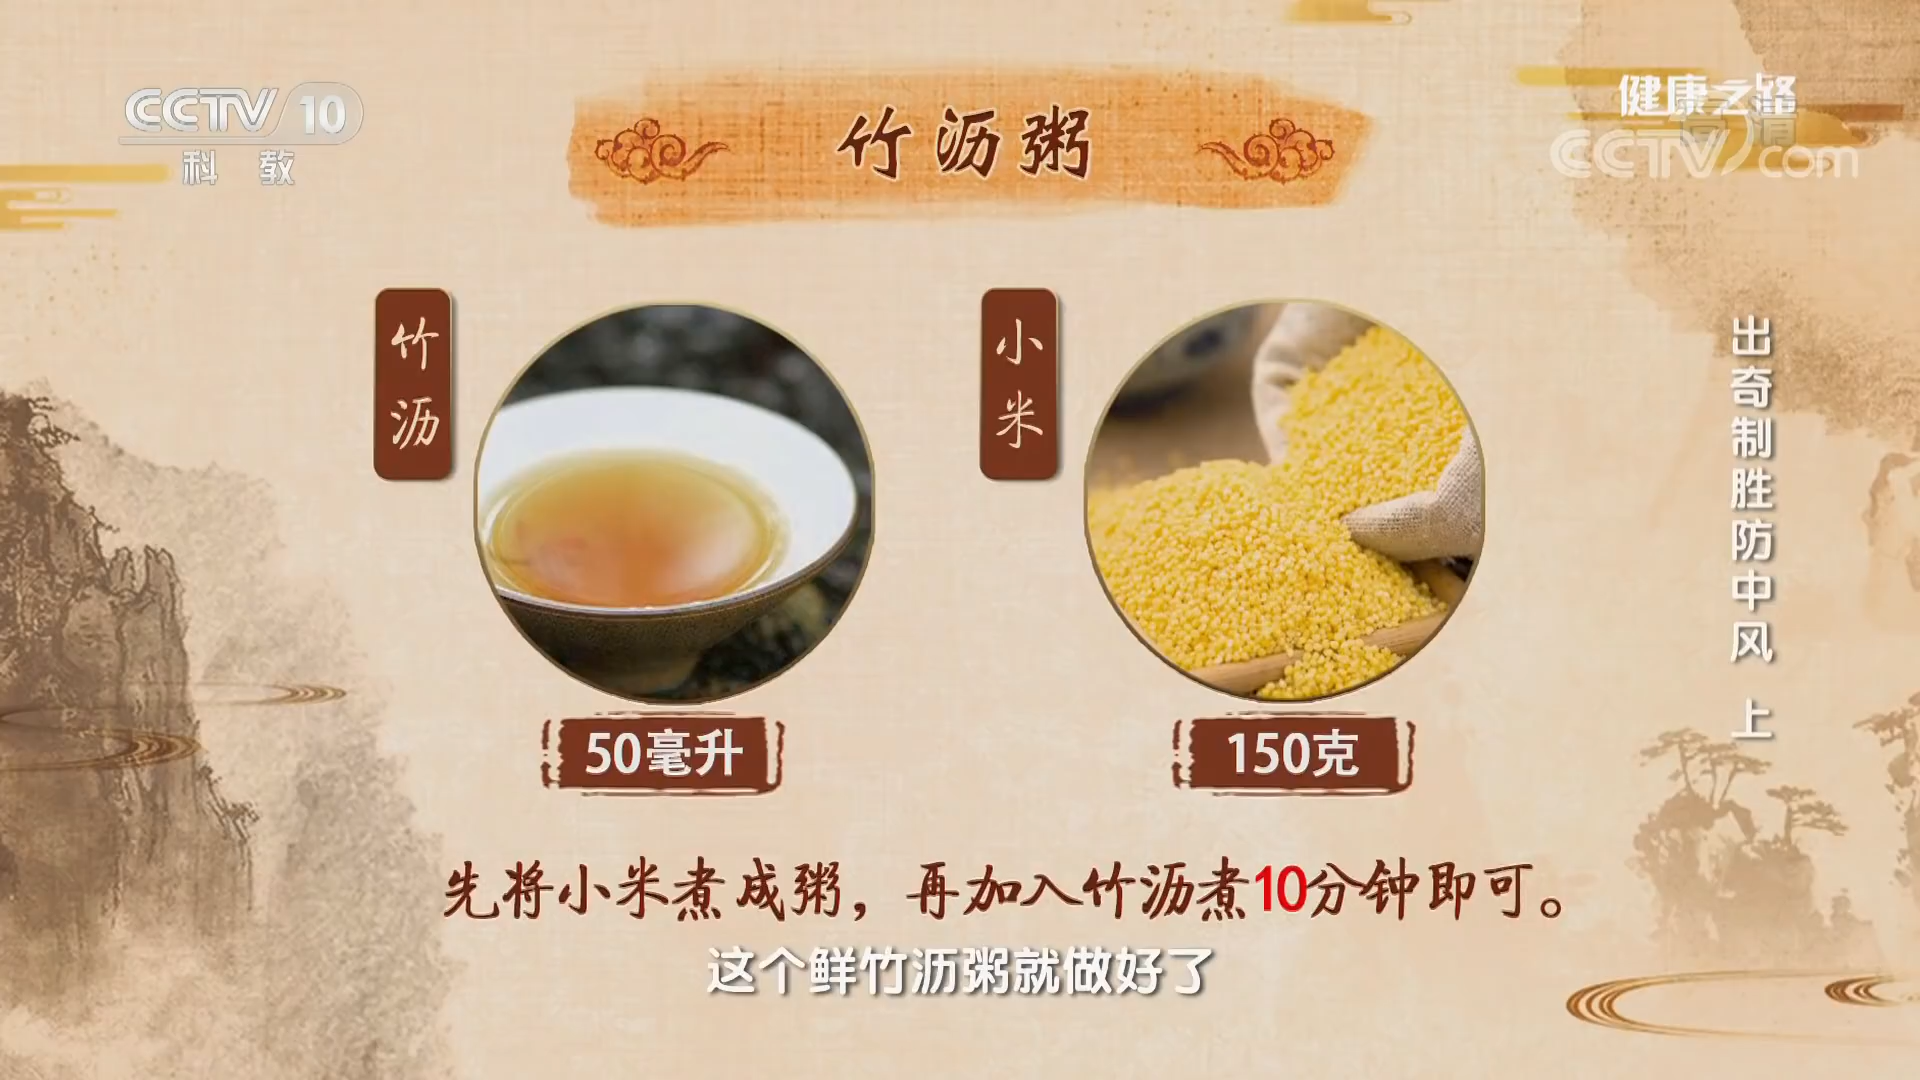 CCTV 10
科 教
健康之路
CCTV.com
竹沥粥
竹沥
小米
50毫升
150克
出奇制胜防中风 上
先将小米煮成粥，再加入竹沥煮10分钟即可。
这个鲜竹沥粥就做好了